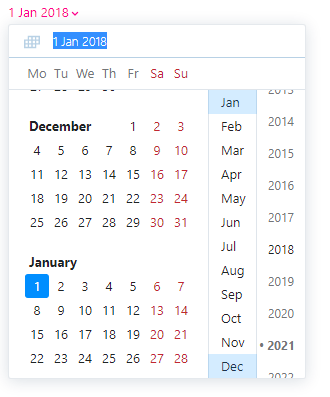 1 Jan 2018
1 Jan 2018
Mo Tu We Th Fr Sa Su
December 1 2 3
4 5 6 7 8 9 10
11 12 13 14 15 16 17
18 19 20 21 22 23 24
25 26 27 28 29 30 31
January
1 2 3 4 5 6 7
8 9 10 11 12 13 14
15 16 17 18 19 20 21
22 23 24 25 26 27 28
Jan
Feb
Mar
Apr
May
Jun
Jul
Aug
Sep
Oct
Nov
Dec
2013
2014
2015
2016
2017
2018
2019
2020
• 2021
2022